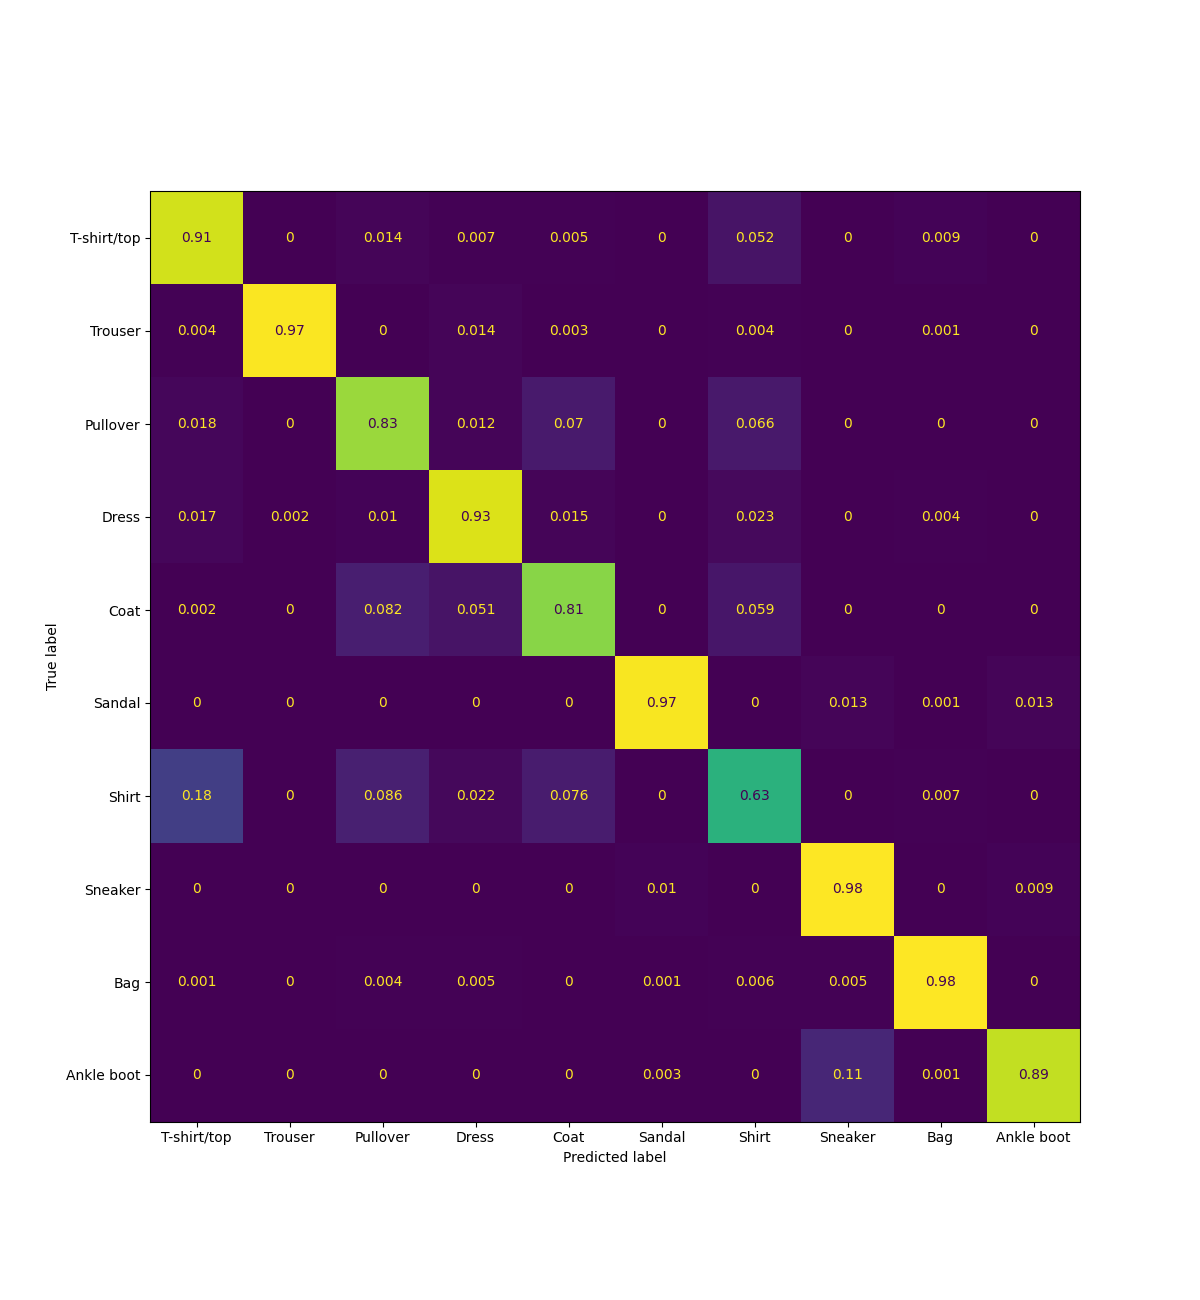 T-shirt/top 0.91 0 0.014 0.007 0.005 0 0.052 0 0.009 0
Trouser 0.004 0.97 0 0.014 0.003 0 0.004 0 0.001 0
Pullover 0.018 0 0.83 0.012 0.07 0 0.066 0 0 0
Dress 0.017 0.002 0.01 0.93 0.015 0 0.023 0 0.004 0
Coat 0.002 0 0.082 0.051 0.81 0 0.059 0 0 0
True label
Sandal 0 0 0 0 0 0.97 0 0.013 0.001 0.013
Shirt 0.18 0 0.086 0.022 0.076 0 0.63 0 0.007 0
Sneaker 0 0 0 0 0 0.01 0 0.98 0 0.009
Bag 0.001 0 0.004 0.005 0 0.001 0.006 0.005 0.98 0
Ankle boot 0 0 0 0 0 0.003 0 0.11 0.001 0.89
T-shirt/top Trouser Pullover Dress Coat Sandal Shirt Sneaker Bag Ankle boot
Predicted label